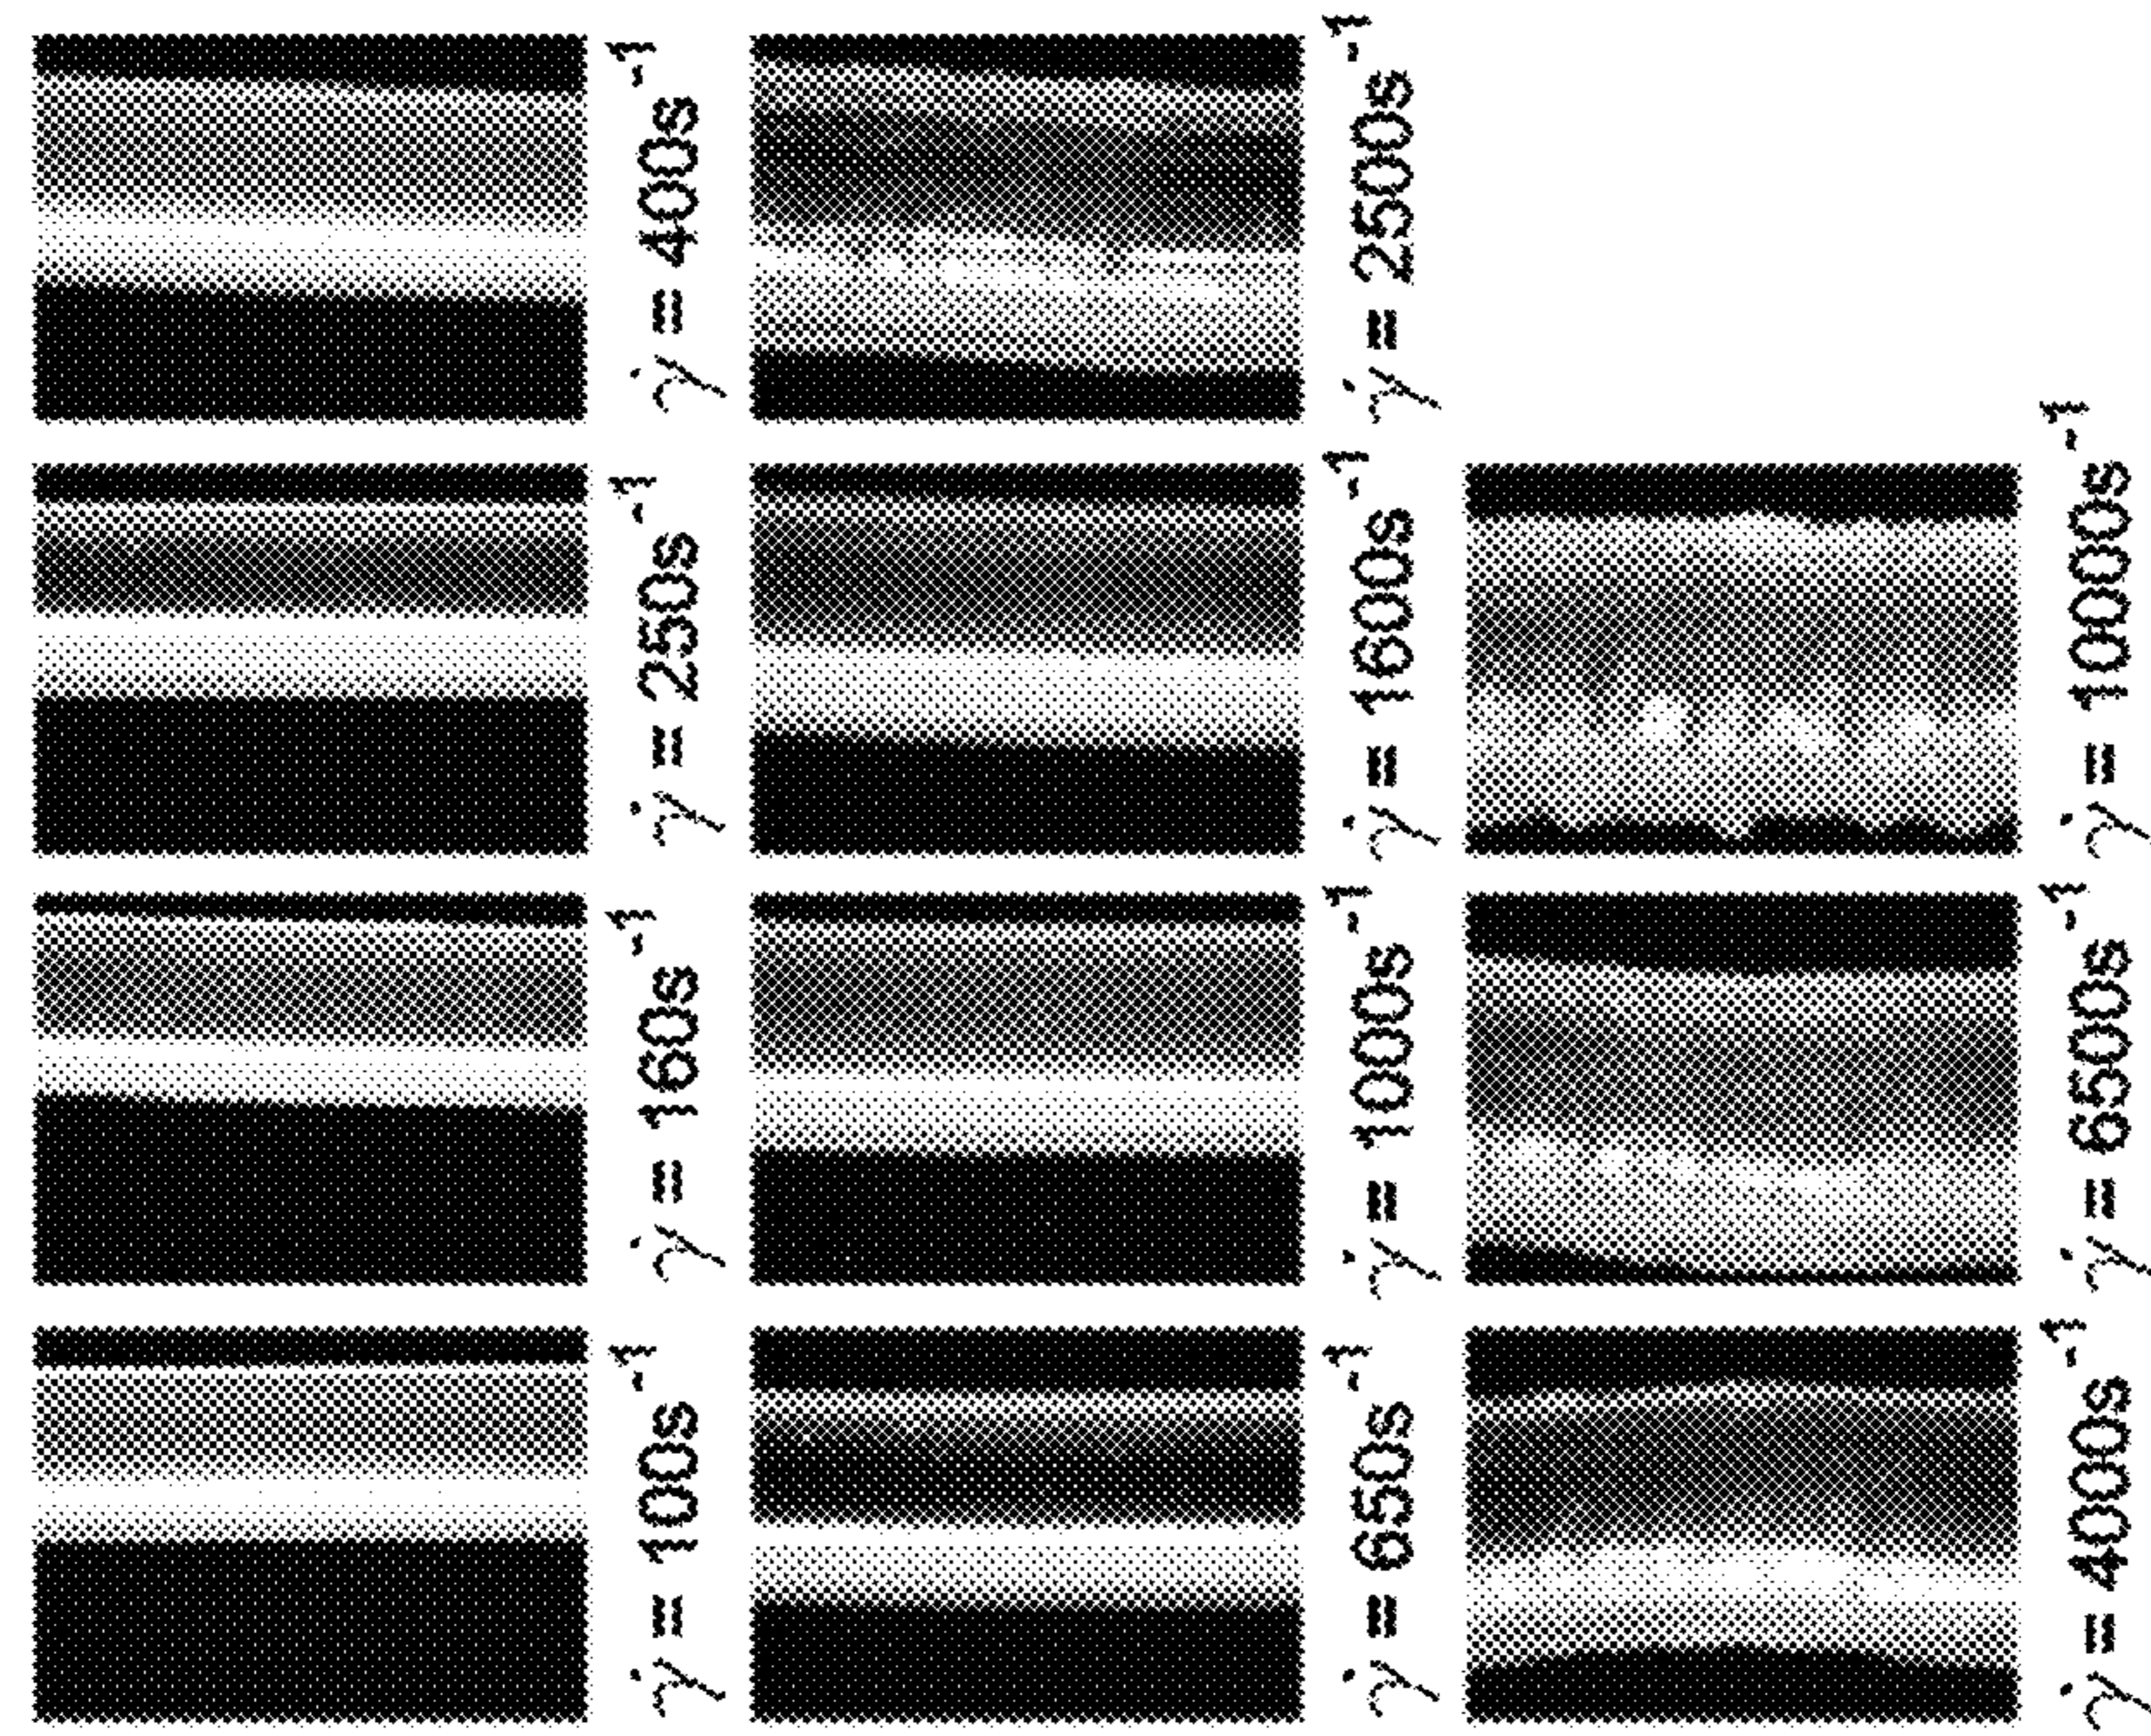 γ̇ = 100s⁻¹
γ̇ = 160s⁻¹
γ̇ = 250s⁻¹
γ̇ = 400s⁻¹
γ̇ = 650s⁻¹
γ̇ = 1000s⁻¹
γ̇ = 1600s⁻¹
γ̇ = 2500s⁻¹
γ̇ = 4000s⁻¹
γ̇ = 6500s⁻¹
γ̇ = 10000s⁻¹